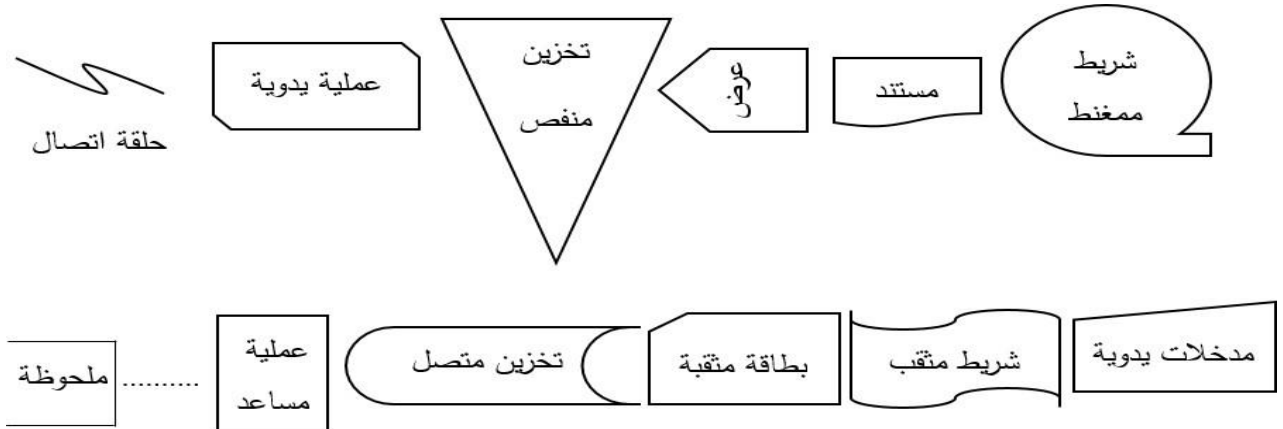 شريط
ممغنط
مستند
عرض
تخزين
منفص
عملية يدوية
حلقة اتصال
مدخلات يدوية
شريط مثقب
بطاقة مثقبة
تخزين متصل
عملية
مساعد
ملحوظة ..........